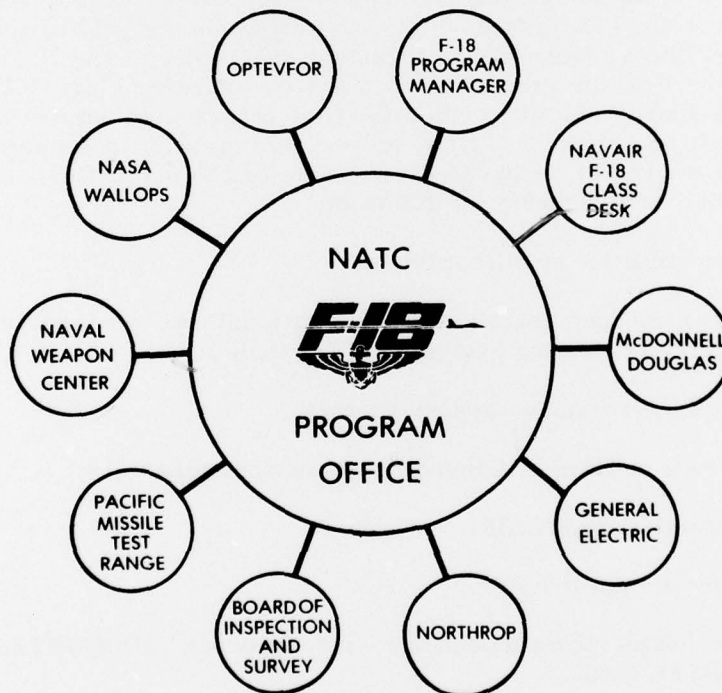 OPTEVFOR
F-18
PROGRAM
MANAGER
NASA
WALLOPS
NAVAIR
F-18
CLASS
DESK
NATC
F-18
PROGRAM
OFFICE
NAVAL
WEAPON
CENTER
McDONNELL
DOUGLAS
PACIFIC
MISSILE
TEST
RANGE
GENERAL
ELECTRIC
BOARD OF
INSPECTION
AND
SURVEY
NORTHROP